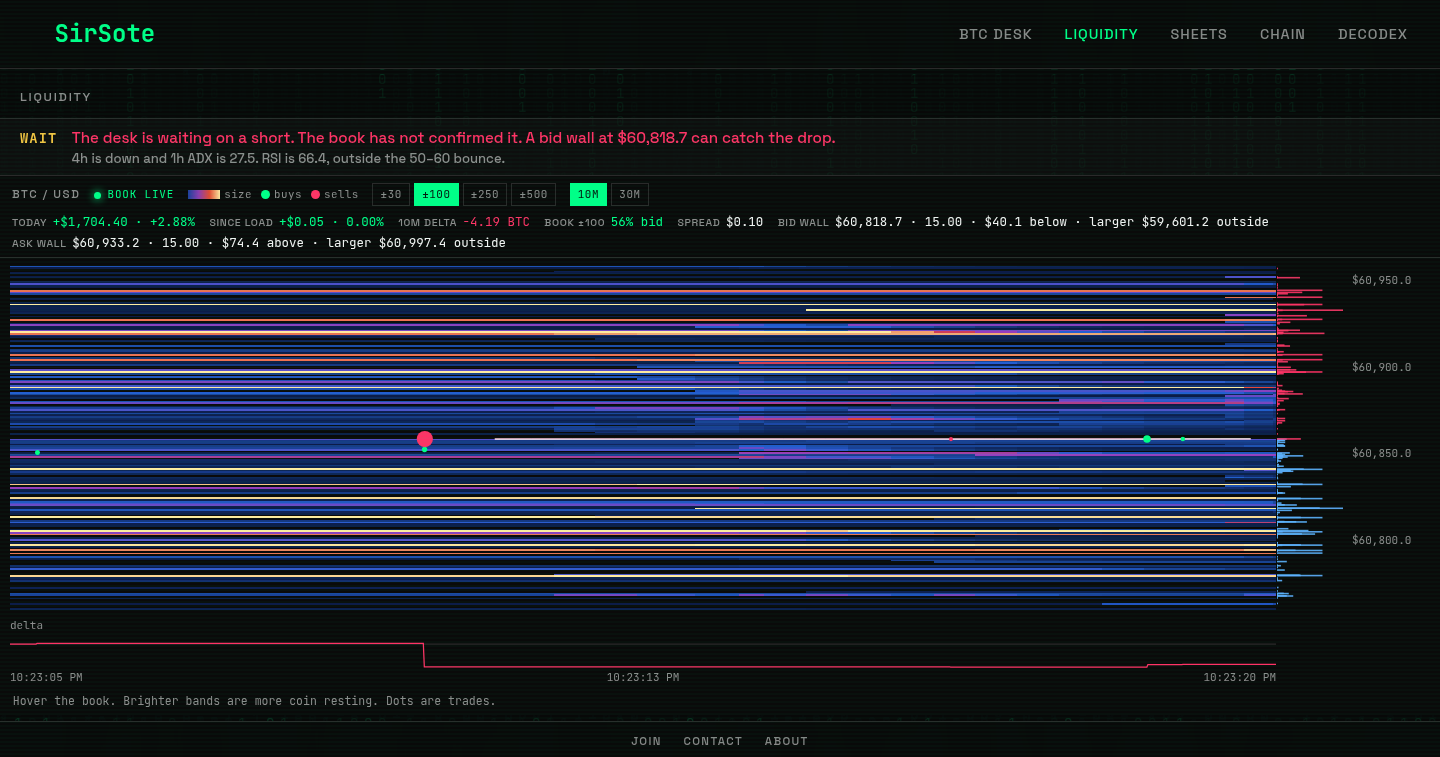 SirSote
BTC DESK LIQUIDITY SHEETS CHAIN DECODEX
LIQUIDITY
WAIT The desk is waiting on a short. The book has not confirmed it. A bid wall at $60,818.7 can catch the drop.
4h is down and 1h ADX is 27.5. RSI is 66.4, outside the 50–60 bounce.
BTC / USD BOOK LIVE size buys sells ±30 ±100 ±250 ±500 10M 30M
TODAY +$1,704.40 · +2.88% SINCE LOAD +$0.05 · 0.00% 10M DELTA -4.19 BTC BOOK ±100 56% bid SPREAD $0.10 BID WALL $60,818.7 · 15.00 · $40.1 below · larger $59,601.2 outside
ASK WALL $60,933.2 · 15.00 · $74.4 above · larger $60,997.4 outside
$60,950.0
$60,900.0
$60,850.0
$60,800.0
delta
10:23:05 PM 10:23:13 PM 10:23:20 PM
Hover the book. Brighter bands are more coin resting. Dots are trades.
JOIN CONTACT ABOUT